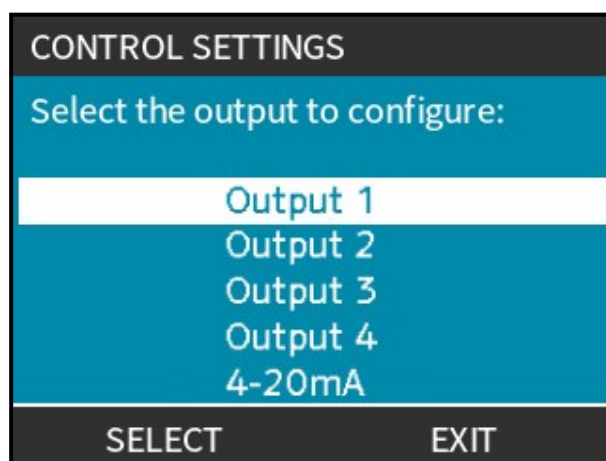 CONTROL SETTINGS
Select the output to configure:
Output 1
Output 2
Output 3
Output 4
4-20mA
SELECT EXIT